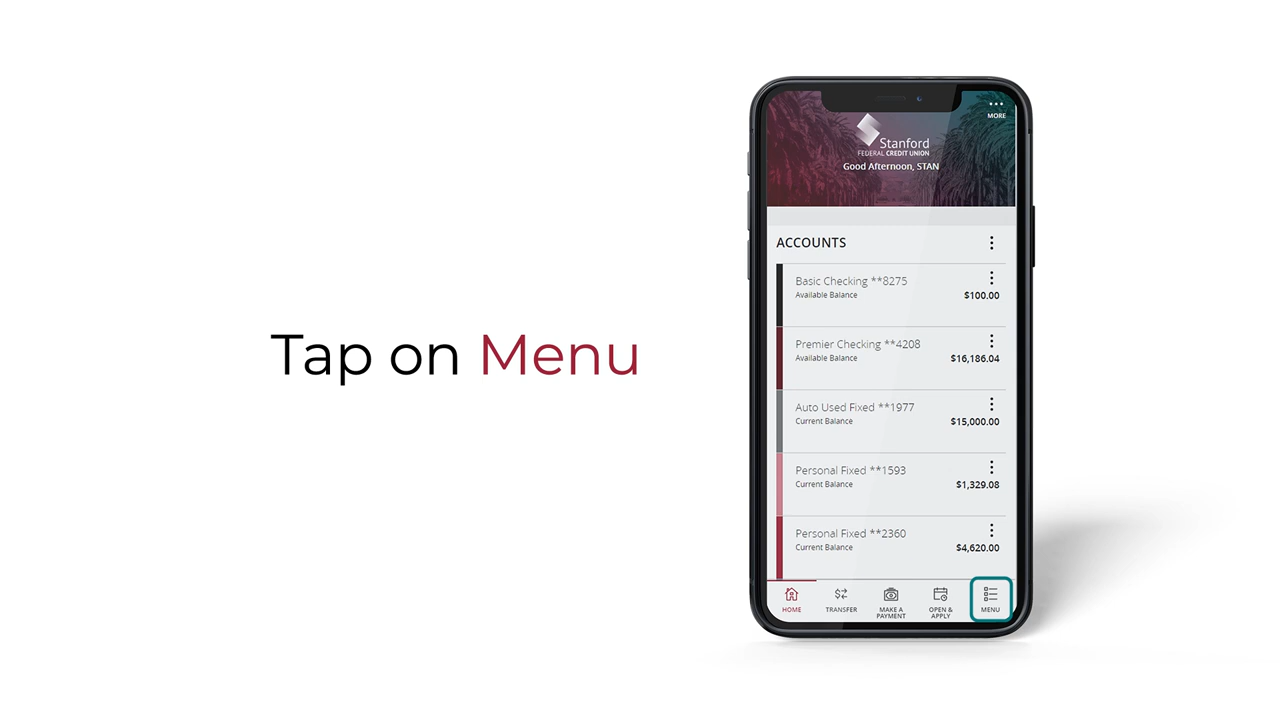 Tap on Menu
MORE
Stanford
FEDERAL CREDIT UNION
Good Afternoon, STAN
ACCOUNTS
Basic Checking **8275
Available Balance
$100.00
Premier Checking **4208
Available Balance
$16,186.04
Auto Used Fixed **1977
Current Balance
$15,000.00
Personal Fixed **1593
Current Balance
$1,329.08
Personal Fixed **2360
Current Balance
$4,620.00
HOME
TRANSFER
MAKE A
PAYMENT
OPEN &
APPLY
MENU